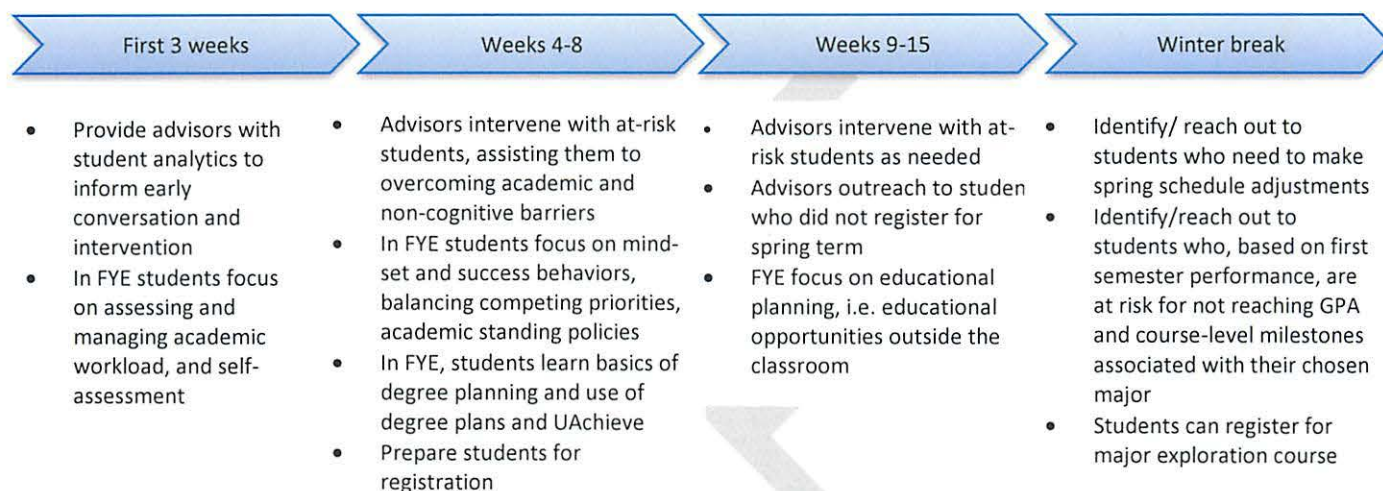 First 3 weeks
Provide advisors with
student analytics to
inform early
conversation and
intervention
In FYE students focus
on assessing and
managing academic
workload, and self-
assessment
Weeks 4-8
Advisors intervene with at-risk
students, assisting them to
overcoming academic and
non-cognitive barriers
In FYE students focus on mind-
set and success behaviors,
balancing competing priorities,
academic standing policies
In FYE, students learn basics of
degree planning and use of
degree plans and UAchieve
Prepare students for
registration
Weeks 9-15
Advisors intervene with at-
risk students as needed
Advisors outreach to studen
who did not register for
spring term
FYE focus on educational
planning, i.e. educational
opportunities outside the
classroom
Winter break
Identify/ reach out to
students who need to make
spring schedule adjustments
Identify/reach out to
students who, based on first
semester performance, are
at risk for not reaching GPA
and course-level milestones
associated with their chosen
major
Students can register for
major exploration course